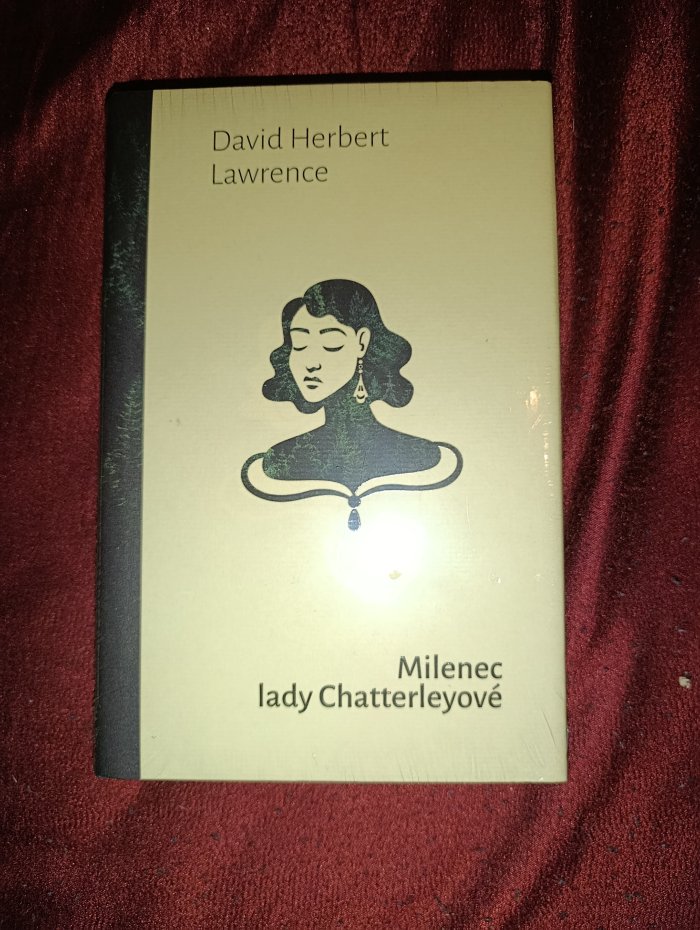 David Herbert
Lawrence
Milenec
lady Chatterleyové